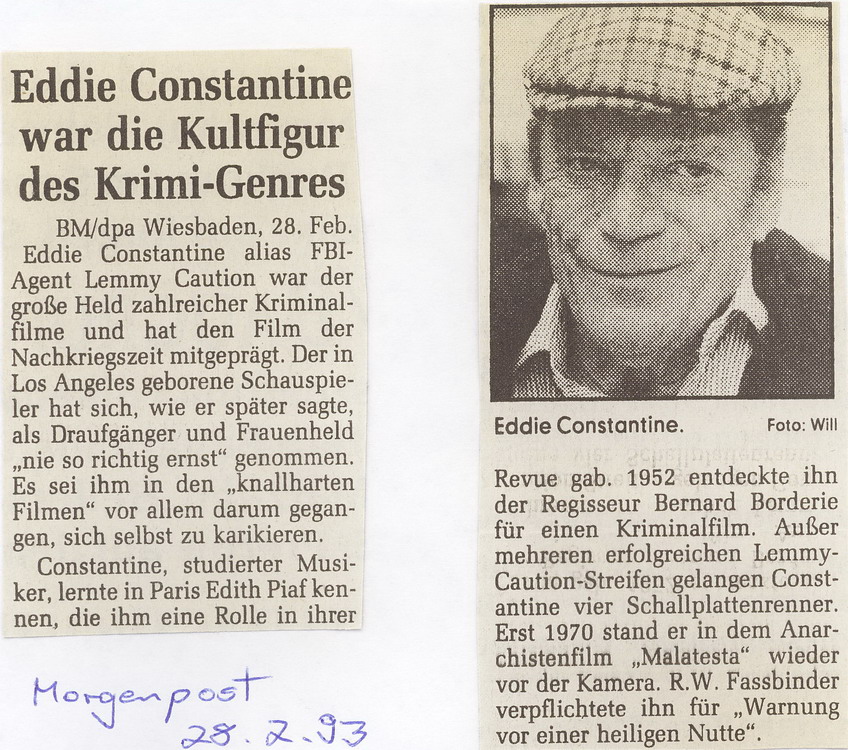 Eddie Constantine
war die Kultfigur
des Krimi-Genres
BM/dpa Wiesbaden, 28. Feb.
Eddie Constantine alias FBI-
Agent Lemmy Caution war der
große Held zahlreicher Kriminal-
filme und hat den Film der
Nachkriegszeit mitgeprägt. Der in
Los Angeles geborene Schauspie-
ler hat sich, wie er später sagte,
als Draufgänger und Frauenheld
„nie so richtig ernst“ genommen.
Es sei ihm in den „knallharten
Filmen“ vor allem darum gegan-
gen, sich selbst zu karikieren.
Constantine, studierter Musi-
ker, lernte in Paris Edith Piaf ken-
nen, die ihm eine Rolle in ihrer
Morgenpost
28.2.93
Eddie Constantine. Foto: Will
Revue gab. 1952 entdeckte ihn
der Regisseur Bernard Borderie
für einen Kriminalfilm. Außer
mehreren erfolgreichen Lemmy-
Caution-Streifen gelangen Const-
antine vier Schallplattenrenner.
Erst 1970 stand er in dem Anar-
chistenfilm „Malatesta“ wieder
vor der Kamera. R.W. Fassbinder
verpflichtete ihn für „Warnung
vor einer heiligen Nutte“.